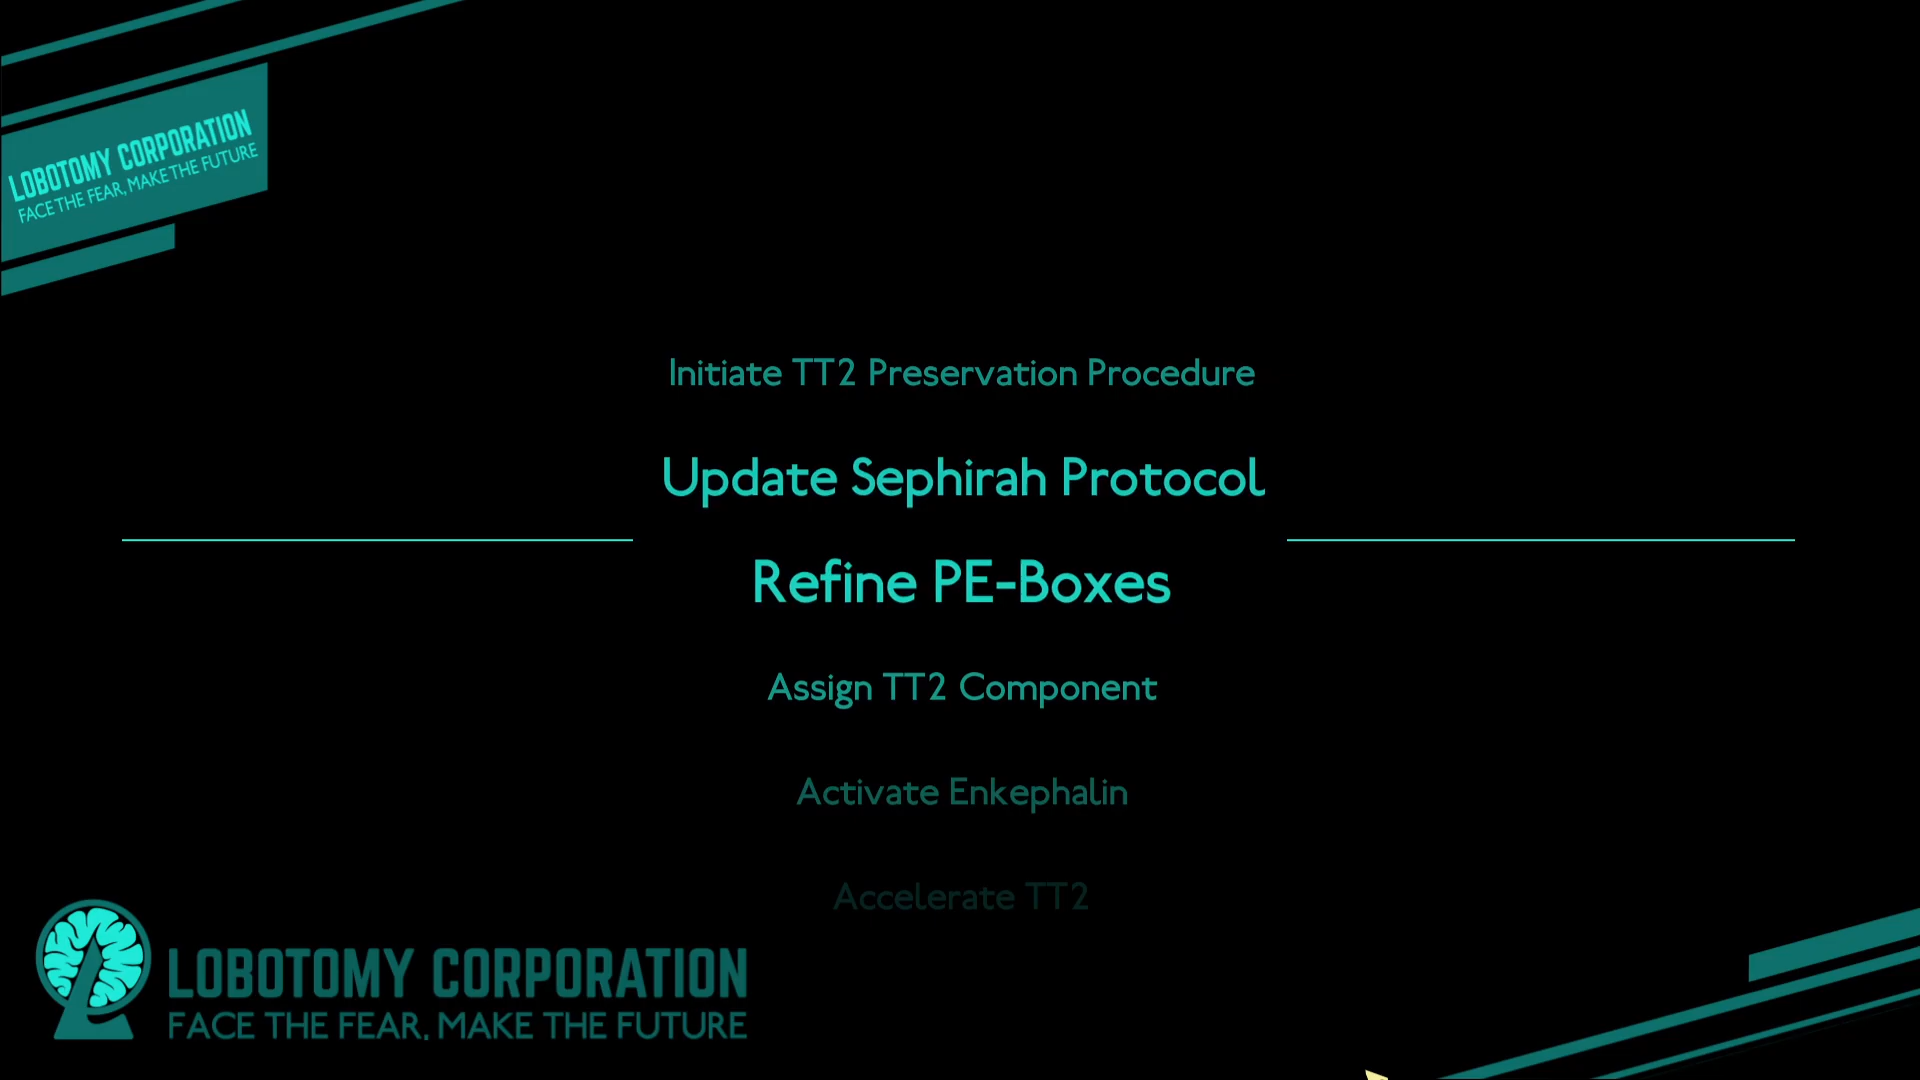 LOBOTOMY CORPORATION
FACE THE FEAR, MAKE THE FUTURE
Initiate TT2 Preservation Procedure
Update Sephirah Protocol
Refine PE-Boxes
Assign TT2 Component
Activate Enkephalin
Accelerate TT2
LOBOTOMY CORPORATION
FACE THE FEAR, MAKE THE FUTURE